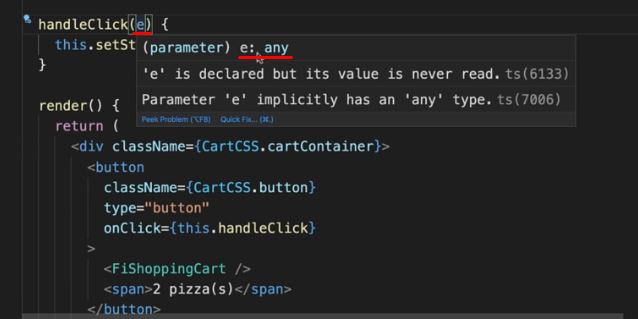 handleClick(e) {
this.setSt
}
(parameter) e: any
'e' is declared but its value is never read. ts(6133)
Parameter 'e' implicitly has an 'any' type. ts(7006)
Peek Problem (⌥F8) Quick Fix... (⌘.)
render() {
return (
<div className={CartCSS.cartContainer}>
<button
className={CartCSS.button}
type="button"
onClick={this.handleClick}
>
<FiShoppingCart />
<span>2 pizza(s)</span>
</button>